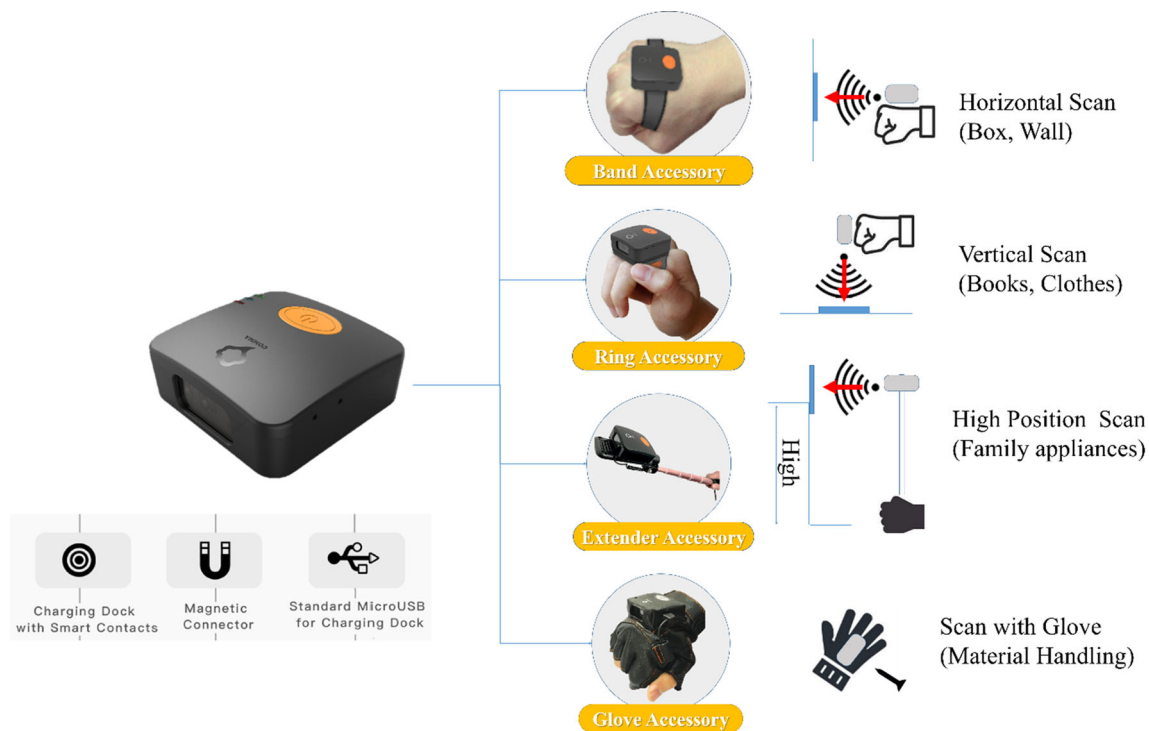 Band Accessory
Horizontal Scan
(Box, Wall)
Ring Accessory
Vertical Scan
(Books, Clothes)
CONNNA
Extender Accessory
High
High Position Scan
(Family appliances)
Charging Dock
with Smart Contacts
Magnetic
Connector
Standard MicroUSB
for Charging Dock
Glove Accessory
Scan with Glove
(Material Handling)